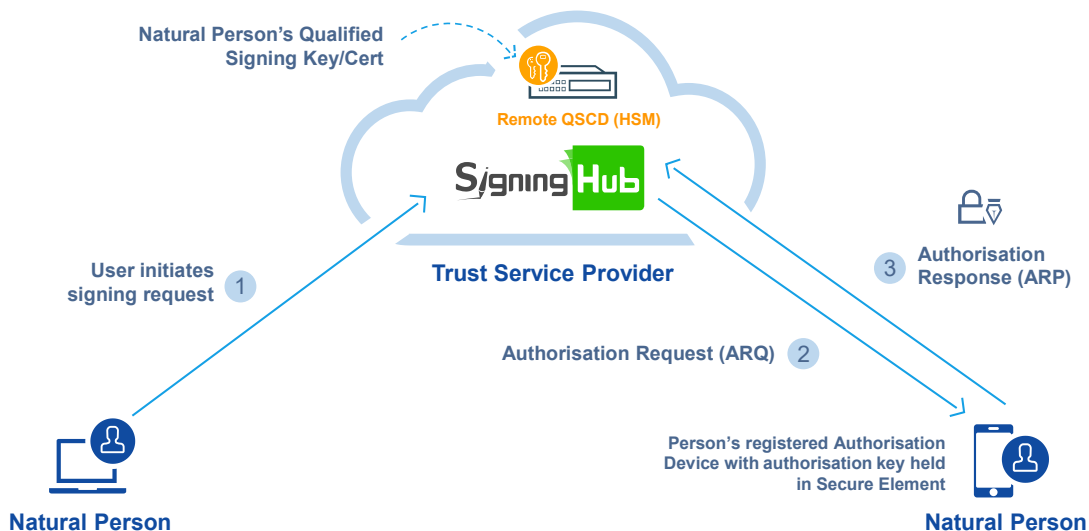 Natural Person’s Qualified
Signing Key/Cert
Remote QSCD (HSM)
Signing Hub
Trust Service Provider
User initiates
signing request
1
3
Authorisation
Response (ARP)
Authorisation Request (ARQ)
2
Person’s registered Authorisation
Device with authorisation key held
in Secure Element
Natural Person
Natural Person